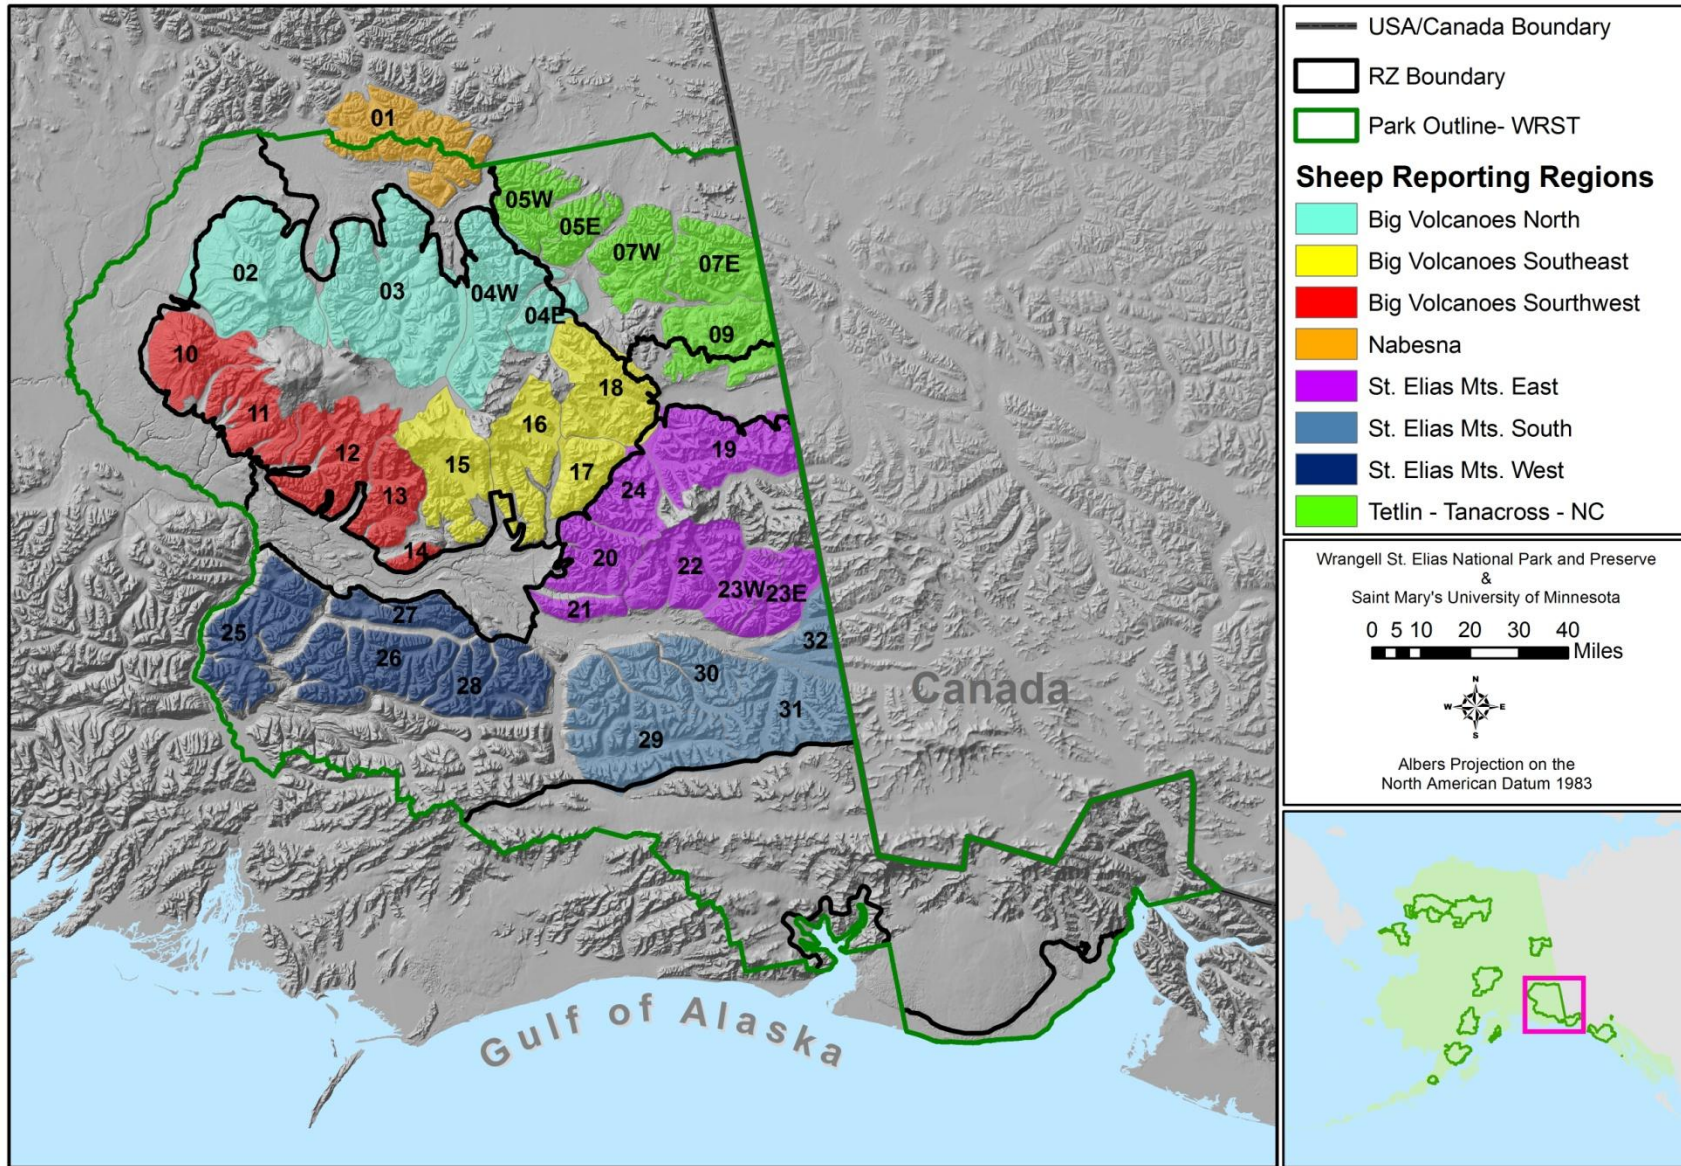 01
05W
05E
07W
07E
02
03
04W
04E
09
10
18
11
16
12
15
19
17
13
24
14
20
22
23W
23E
21
27
25
32
26
30
28
31
29
Canada
Gulf of Alaska
USA/Canada Boundary
RZ Boundary
Park Outline- WRST
Sheep Reporting Regions
Big Volcanoes North
Big Volcanoes Southeast
Big Volcanoes Sourthwest
Nabesna
St. Elias Mts. East
St. Elias Mts. South
St. Elias Mts. West
Tetlin - Tanacross - NC
Wrangell St. Elias National Park and Preserve
&
Saint Mary's University of Minnesota
0 5 10 20 30 40
Miles
N
W E
S
Albers Projection on the
North American Datum 1983